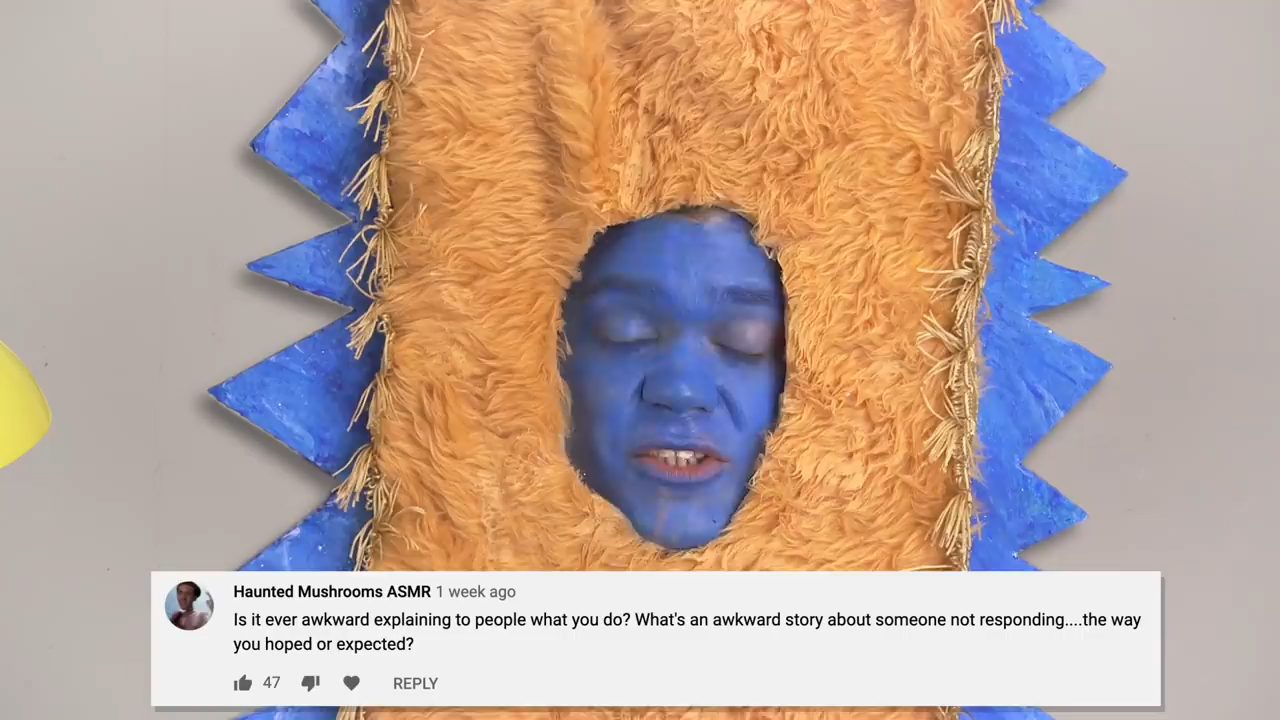 Haunted Mushrooms ASMR 1 week ago
Is it ever awkward explaining to people what you do? What's an awkward story about someone not responding....the way
you hoped or expected?
47 REPLY